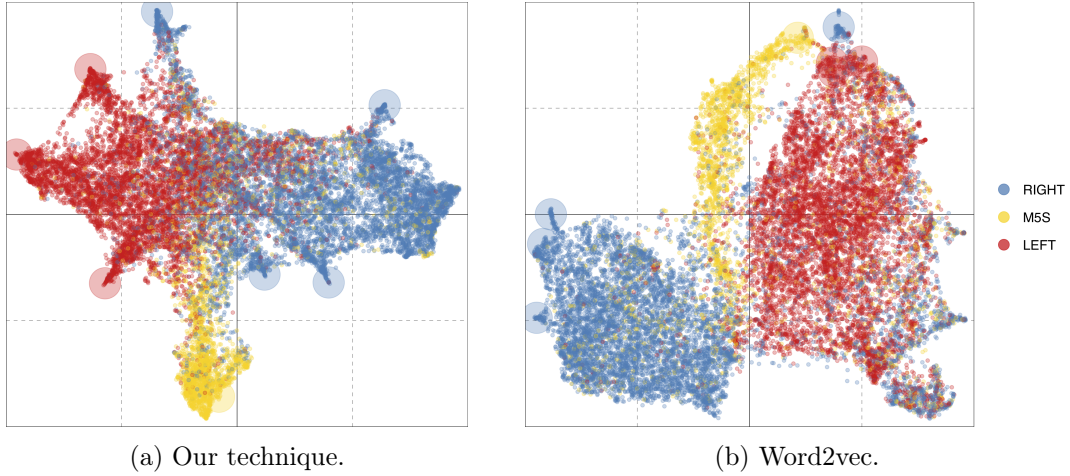 RIGHT
M5S
LEFT
(a) Our technique.
(b) Word2vec.